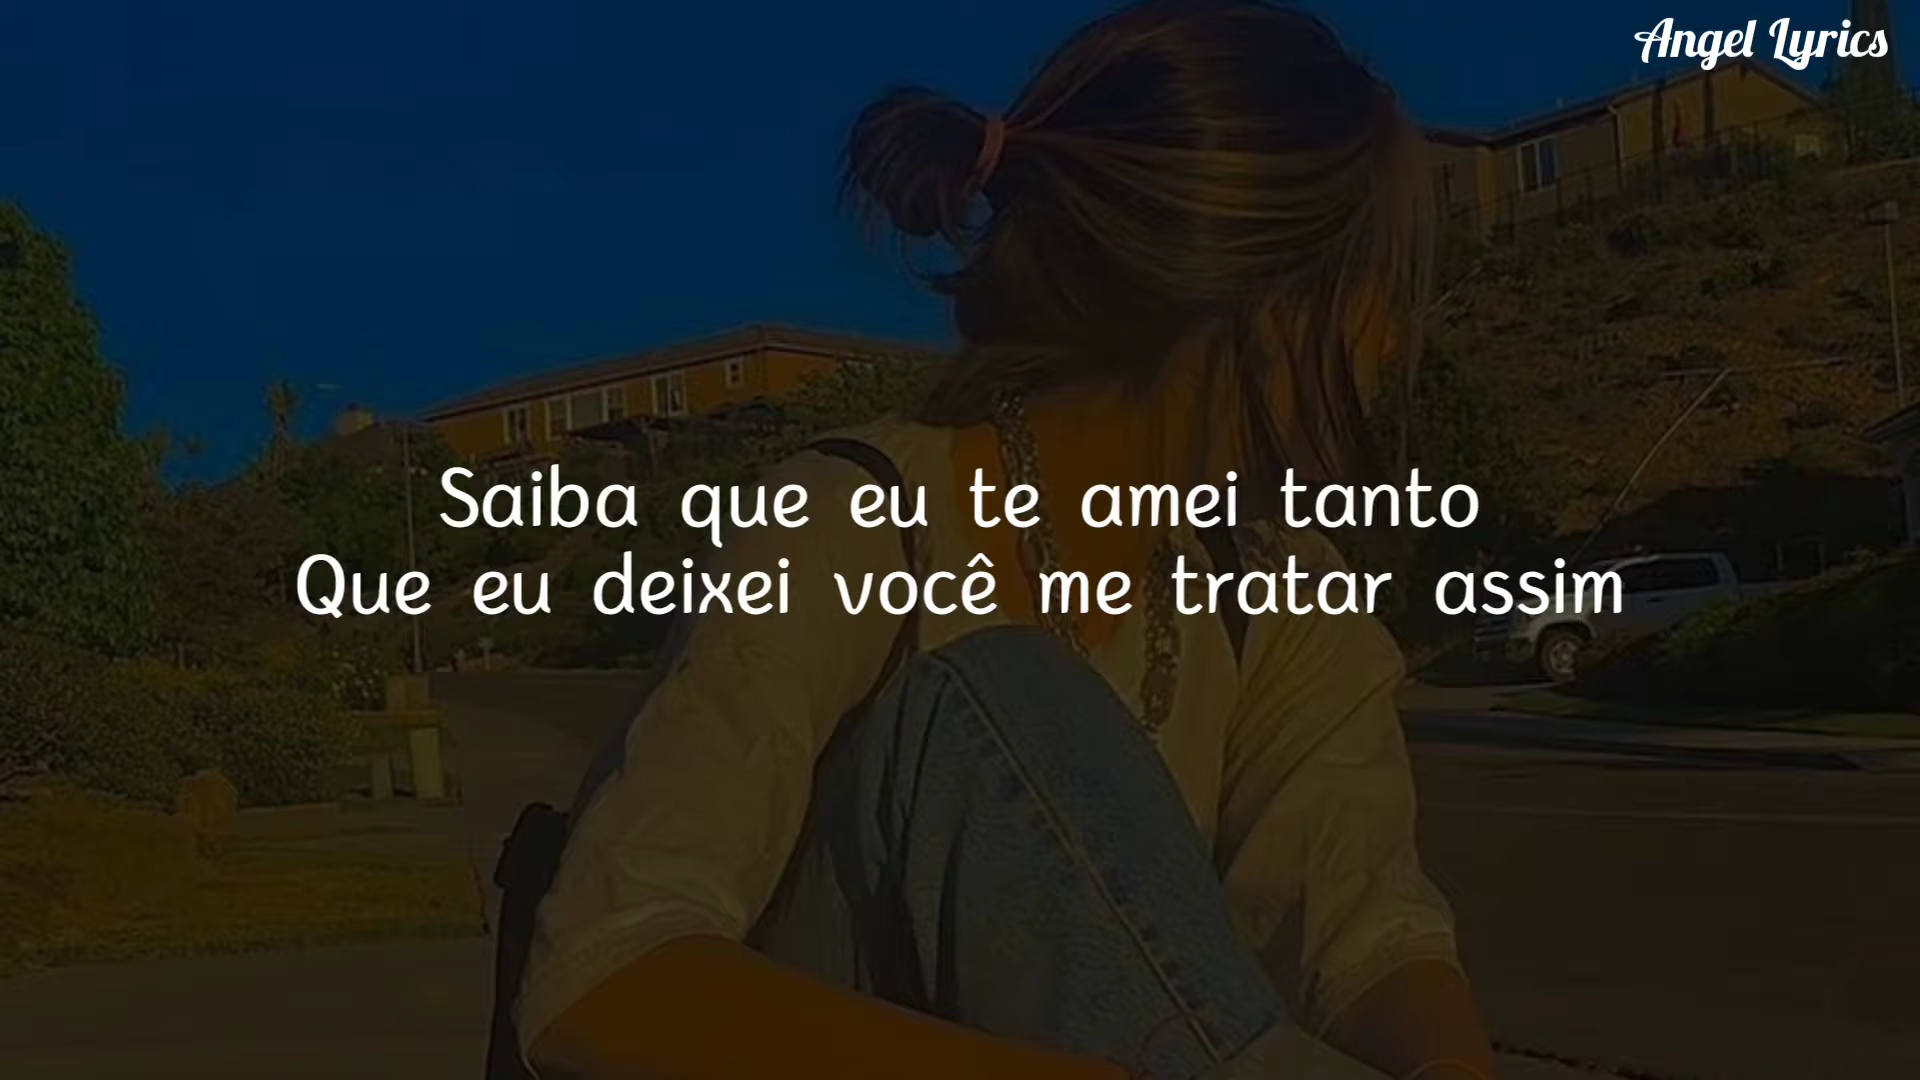 Angel Lyrics
Saiba que eu te amei tanto
Que eu deixei você me tratar assim